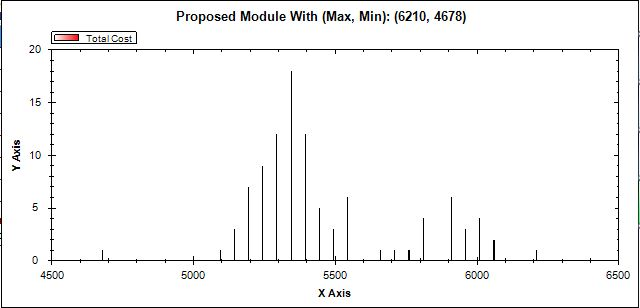 Proposed Module With (Max, Min): (6210, 4678)
Total Cost
20
15
10
5
0
Y Axis
4500 5000 5500 6000 6500
X Axis